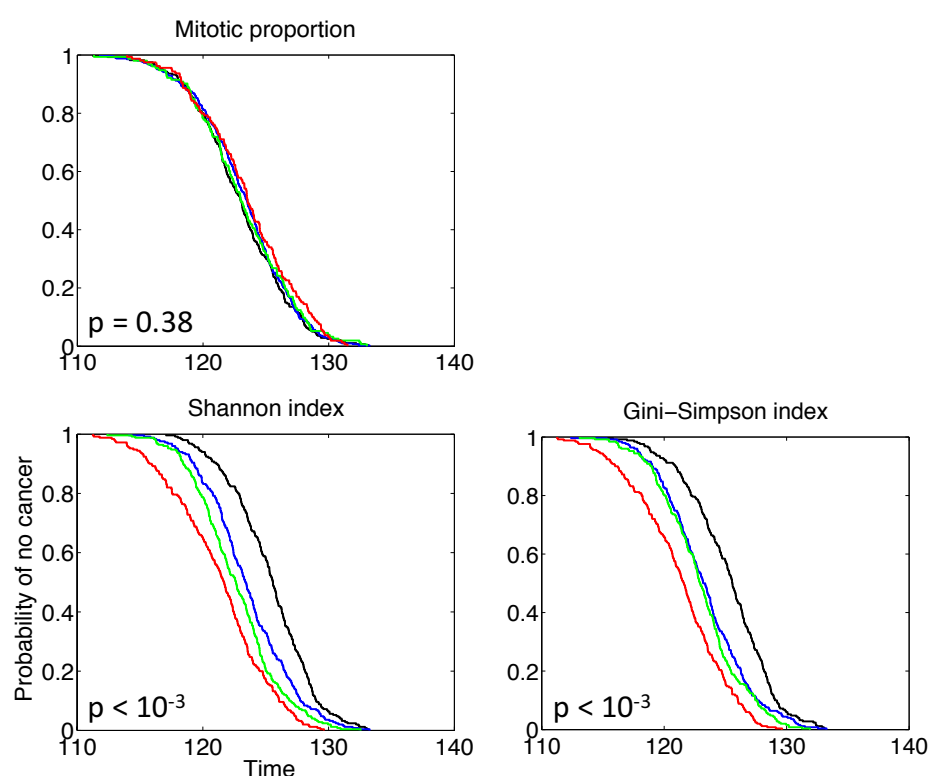 Mitotic proportion
1
0.8
0.6
0.4
0.2
0
p = 0.38
110 120 130 140
Shannon index
Gini−Simpson index
Probability of no cancer
1
0.8
0.6
0.4
0.2
0
p < 10⁻³
110 120 130 140
Time
1
0.8
0.6
0.4
0.2
0
p < 10⁻³
110 120 130 140